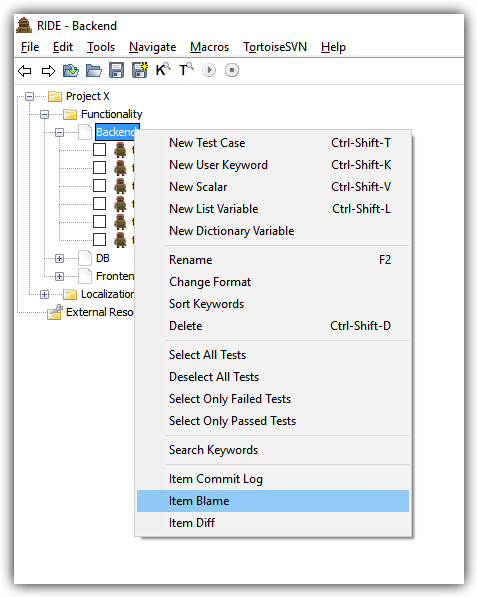 RIDE - Backend
File Edit Tools Navigate Macros TortoiseSVN Help
Project X
Functionality
Backend
DB
Localization
External
New Test Case Ctrl-Shift-T
New User Keyword Ctrl-Shift-K
New Scalar Ctrl-Shift-V
New List Variable Ctrl-Shift-L
New Dictionary Variable
Rename F2
Change Format
Sort Keywords
Delete Ctrl-Shift-D
Select All Tests
Deselect All Tests
Select Only Failed Tests
Select Only Passed Tests
Search Keywords
Item Commit Log
Item Blame
Item Diff